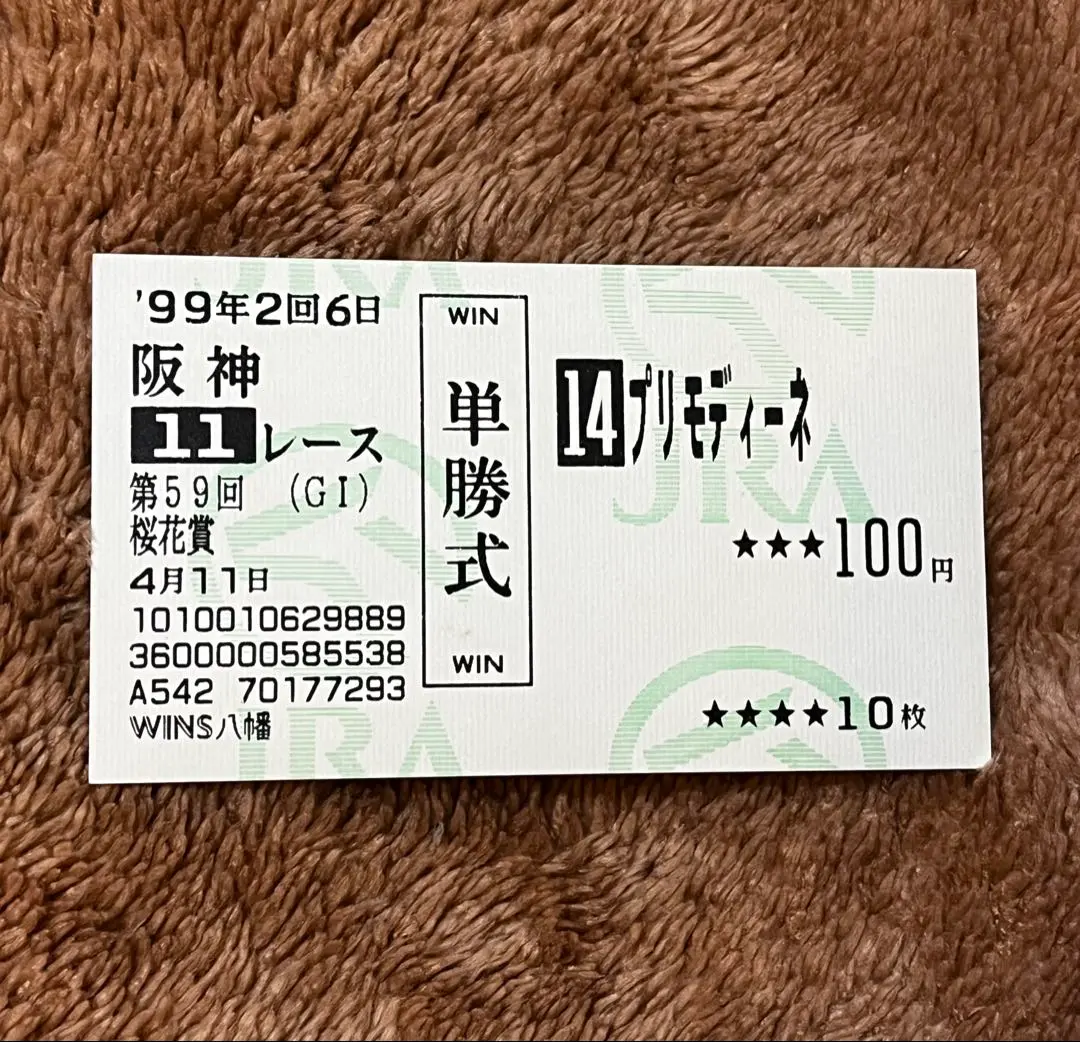 '99年2回6日
阪神
11レース
第59回 (GI)
桜花賞
4月11日
1010010629889
3600000585538
A542 70177293
WINS八幡
WIN
単勝式
WIN
14プリモディーネ
★★★100円
★★★★10枚
JRA
JRA
JRA